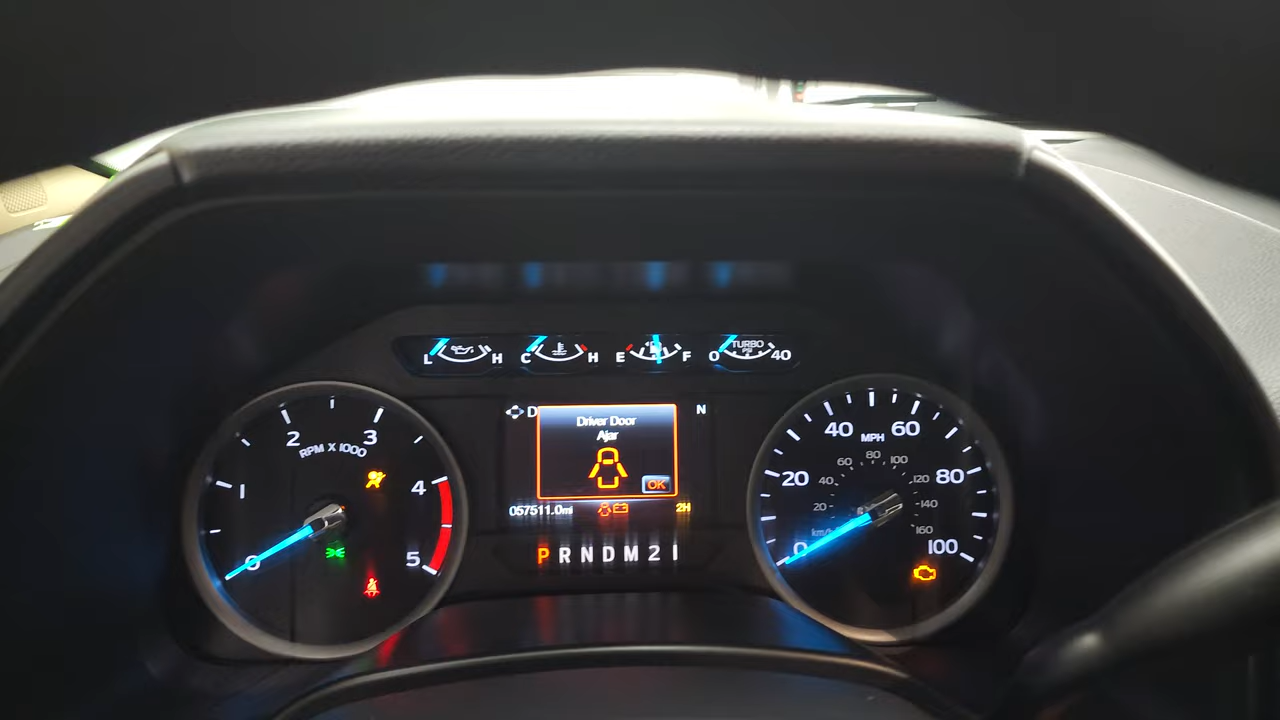 L H C H E F 0 TURBO PSI 40
D N
Driver Door
Ajar
OK
057511.0mi 2H
P R N D M 2 1
0 1 2 3 4 5
RPM X 1000
0 20 40 60 80 100
MPH
20 40 60 80 100 120 140 160